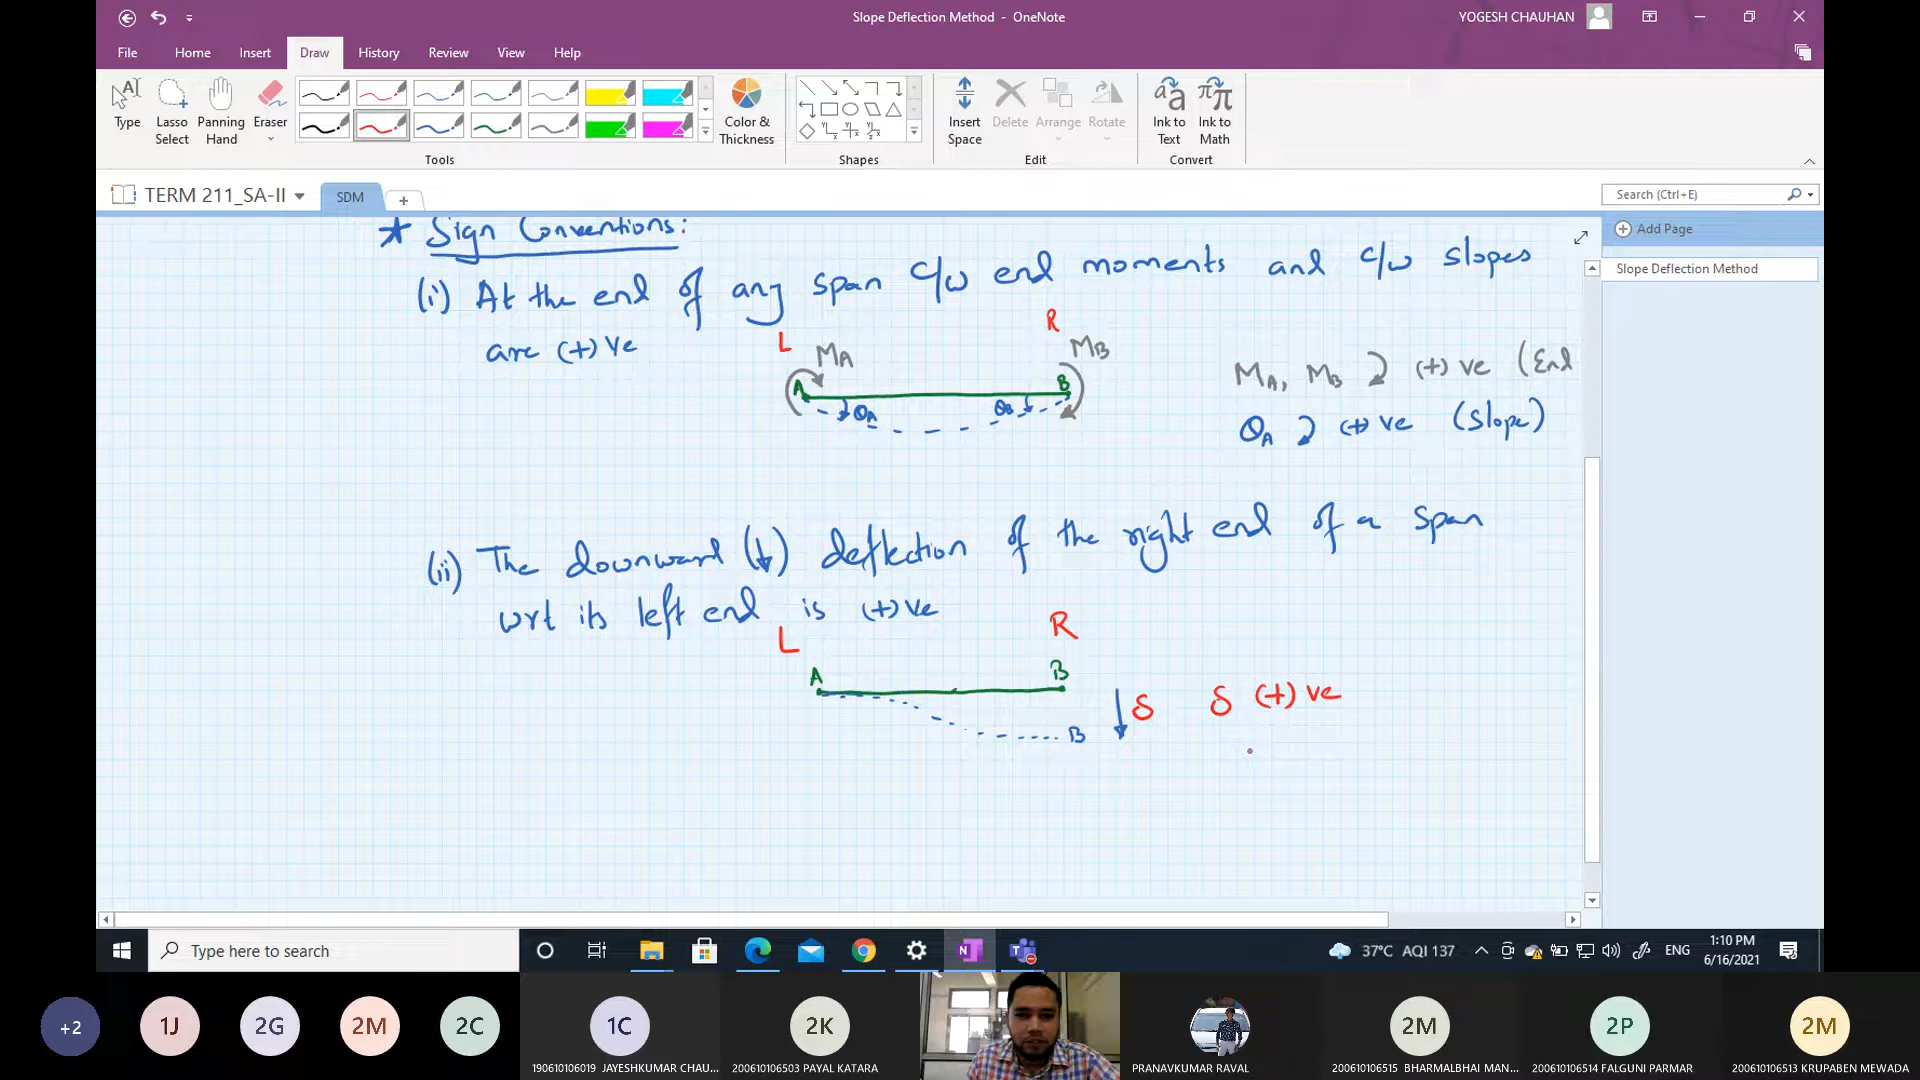 Slope Deflection Method - OneNote
YOGESH CHAUHAN
File Home Insert Draw History Review View Help
Type
Lasso Select
Panning Hand
Eraser
Color & Thickness
Insert Space
Delete
Arrange
Rotate
Ink to Text
Ink to Math
Tools
Shapes
Edit
Convert
TERM 211_SA-II
SDM
Search (Ctrl+E)
Add Page
Slope Deflection Method
* Sign Conventions:
(i) At the end of any span c/w end moments and c/w slopes
are (+)ve
L R
MA MB
A B
θA θB
MA, MB (+) ve (End
θA (+) ve (slope)
(ii) The downward (↓) deflection of the right end of a span
wrt its left end is (+)ve
L R
A B
δ δ (+) ve
B
Type here to search
37°C AQI 137
ENG
1:10 PM
6/16/2021
+2
1J
2G
2M
2C
1C
2K
2M
2P
2M
190610106019 JAYESHKUMAR CHAU...
200610106503 PAYAL KATARA
PRANAVKUMAR RAVAL
200610106515 BHARMALBHAI MAN...
200610106514 FALGUNI PARMAR
200610106513 KRUPABEN MEWADA